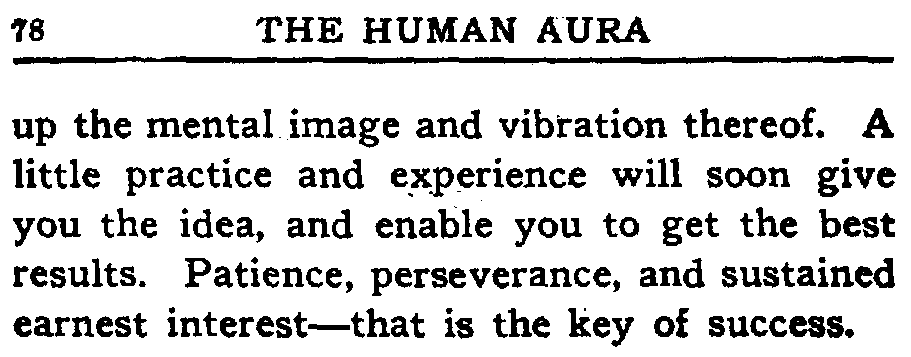 78 THE HUMAN AURA
up the mental image and vibration thereof. A
little practice and experience will soon give
you the idea, and enable you to get the best
results. Patience, perseverance, and sustained
earnest interest—that is the key of success.